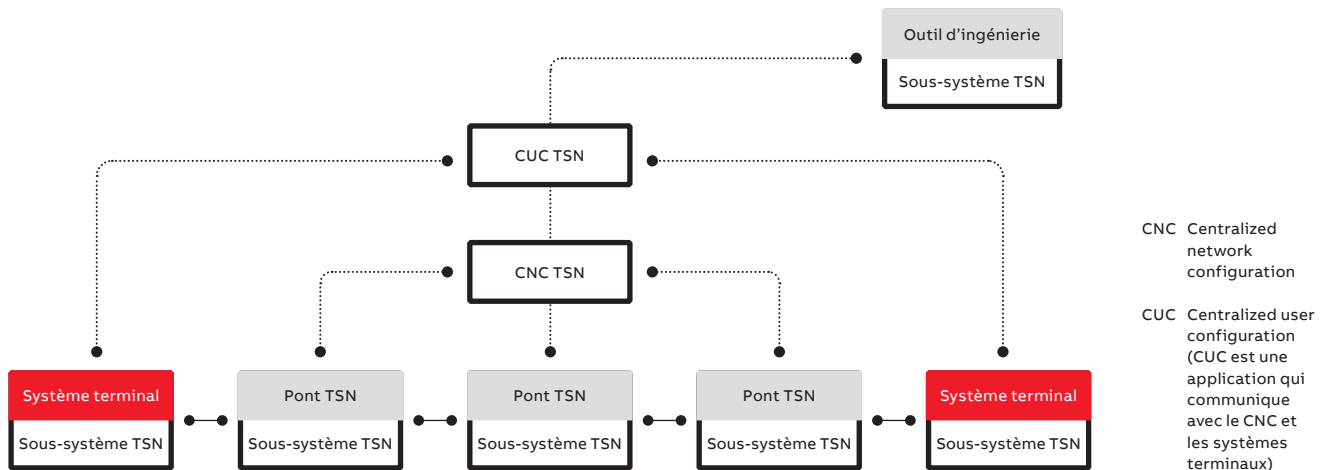 Outil d'ingénierie
Sous-système TSN
CUC TSN
CNC TSN
Système terminal
Sous-système TSN
Pont TSN
Sous-système TSN
Pont TSN
Sous-système TSN
Pont TSN
Sous-système TSN
Système terminal
Sous-système TSN
CNC Centralized
network
configuration
CUC Centralized user
configuration
(CUC est une
application qui
communique
avec le CNC et
les systèmes
terminaux)